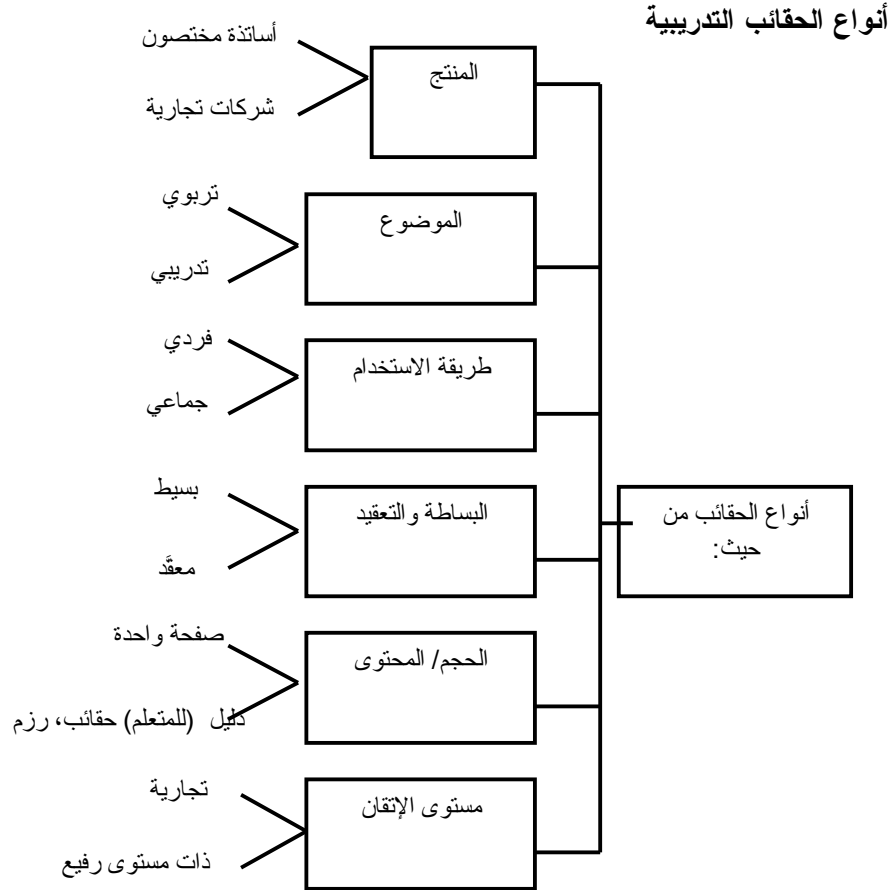 أنواع الحقائب التدريبية
أنواع الحقائب من
حيث:
المنتج
أساتذة مختصون
شركات تجارية
الموضوع
تربوي
تدريبي
طريقة الاستخدام
فردي
جماعي
البساطة والتعقيد
بسيط
معقَّد
الحجم/ المحتوى
صفحة واحدة
دليل (للمتعلم) حقائب، رزم
مستوى الإتقان
تجارية
ذات مستوى رفيع